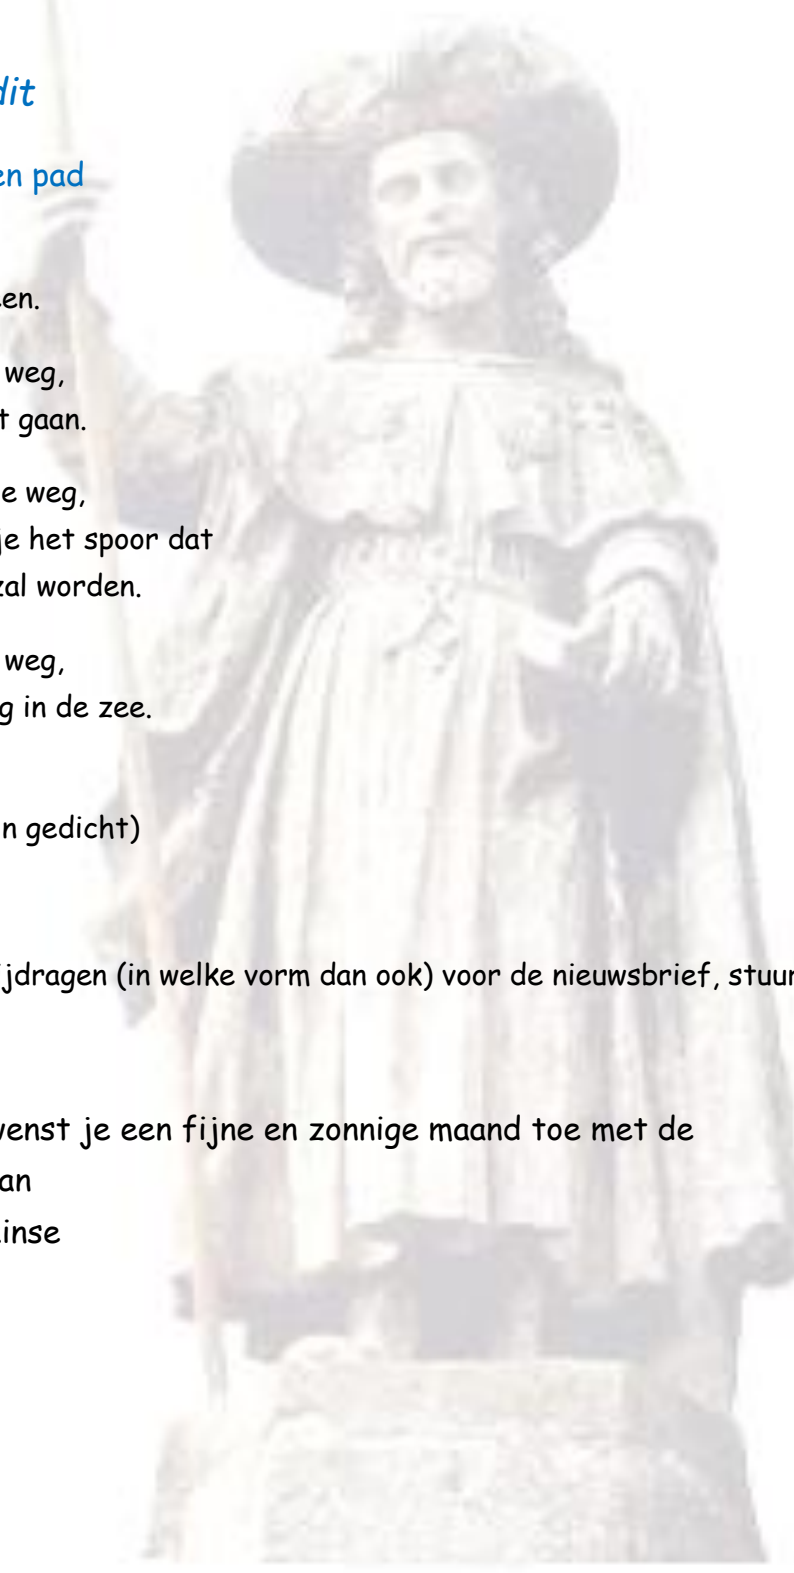 dit
en pad
en.
weg,
t gaan.
e weg,
je het spoor dat
zal worden.
weg,
g in de zee.
n gedicht)
ijdragen (in welke vorm dan ook) voor de nieuwsbrief, stuur
wenst je een fijne en zonnige maand toe met de
an
inse